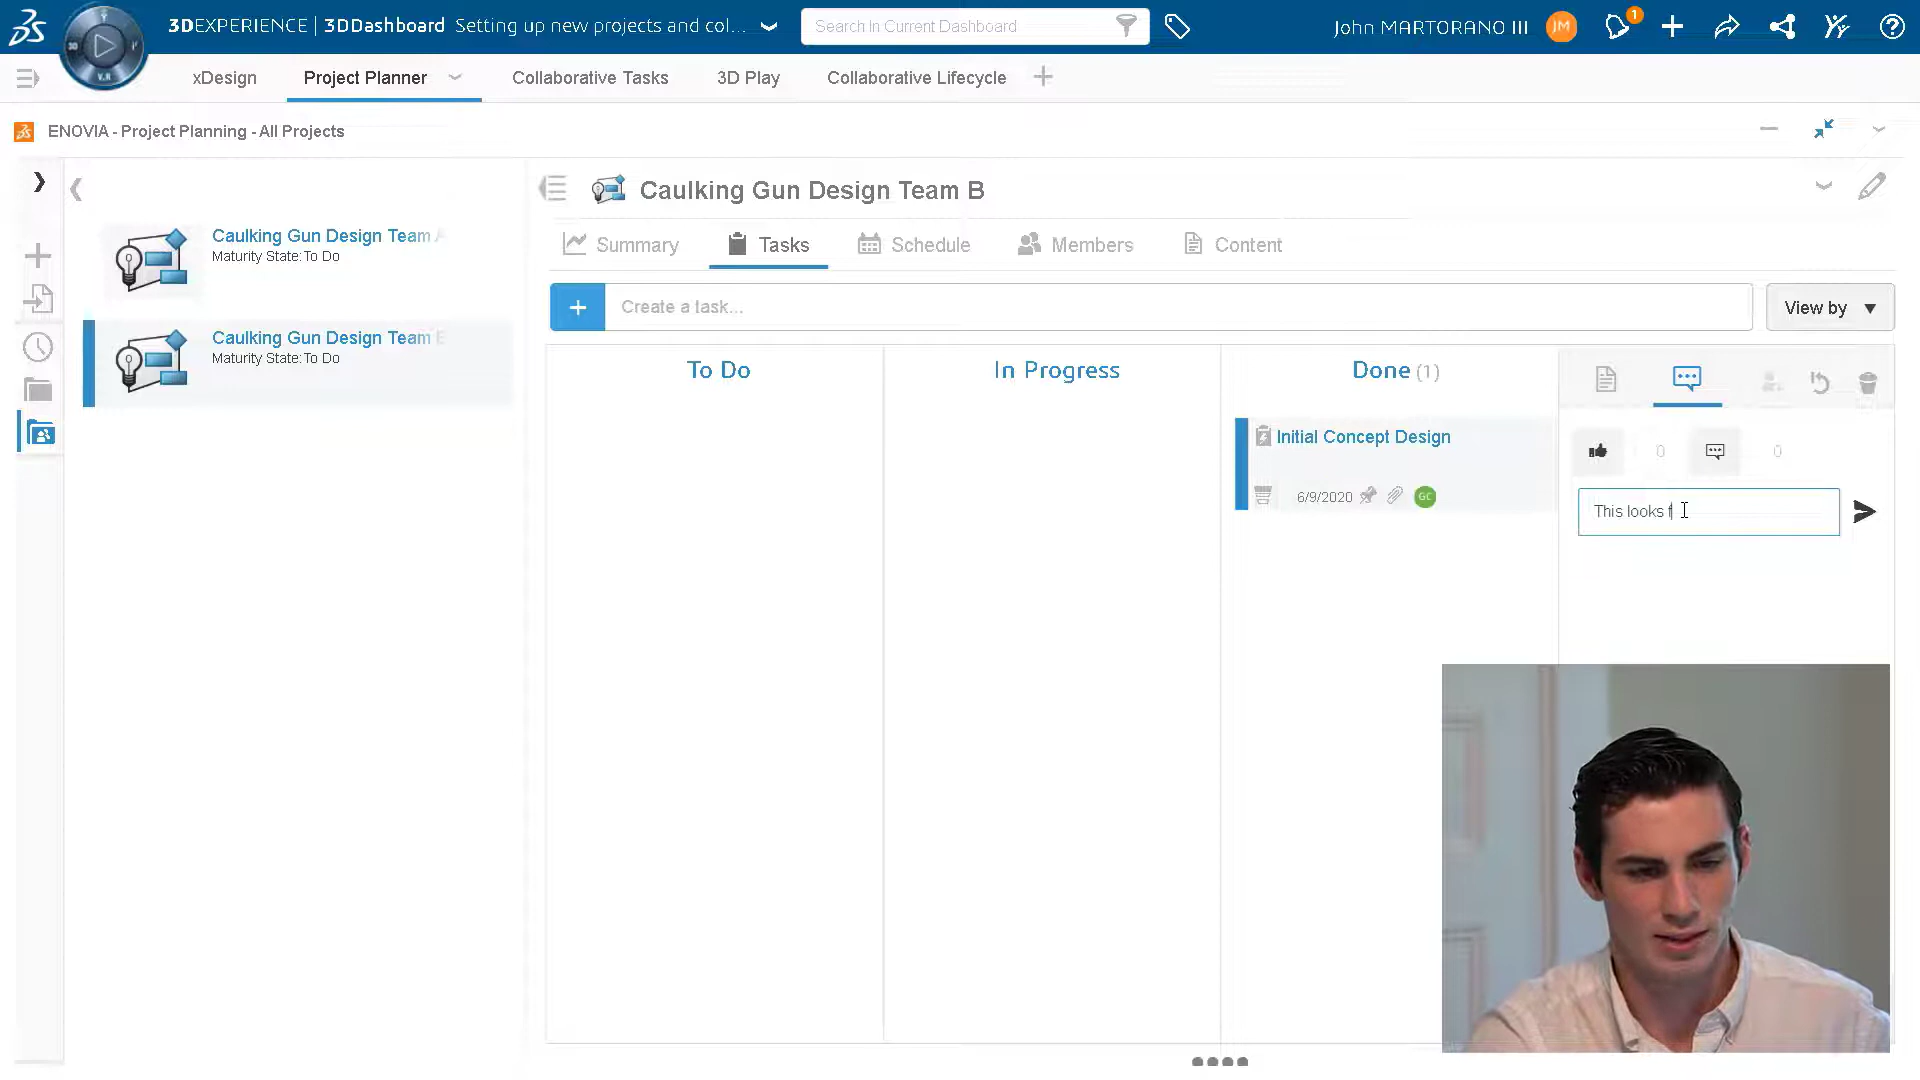 3DEXPERIENCE | 3DDashboard Setting up new projects and col...
Search In Current Dashboard
John MARTORANO III JM 1
3D V.R
xDesign Project Planner Collaborative Tasks 3D Play Collaborative Lifecycle
ENOVIA - Project Planning - All Projects
Caulking Gun Design Team A
Maturity State: To Do
Caulking Gun Design Team B
Maturity State: To Do
Caulking Gun Design Team B
Summary Tasks Schedule Members Content
Create a task...
View by
To Do In Progress Done (1)
Initial Concept Design
6/9/2020 GC
0 0
This looks f